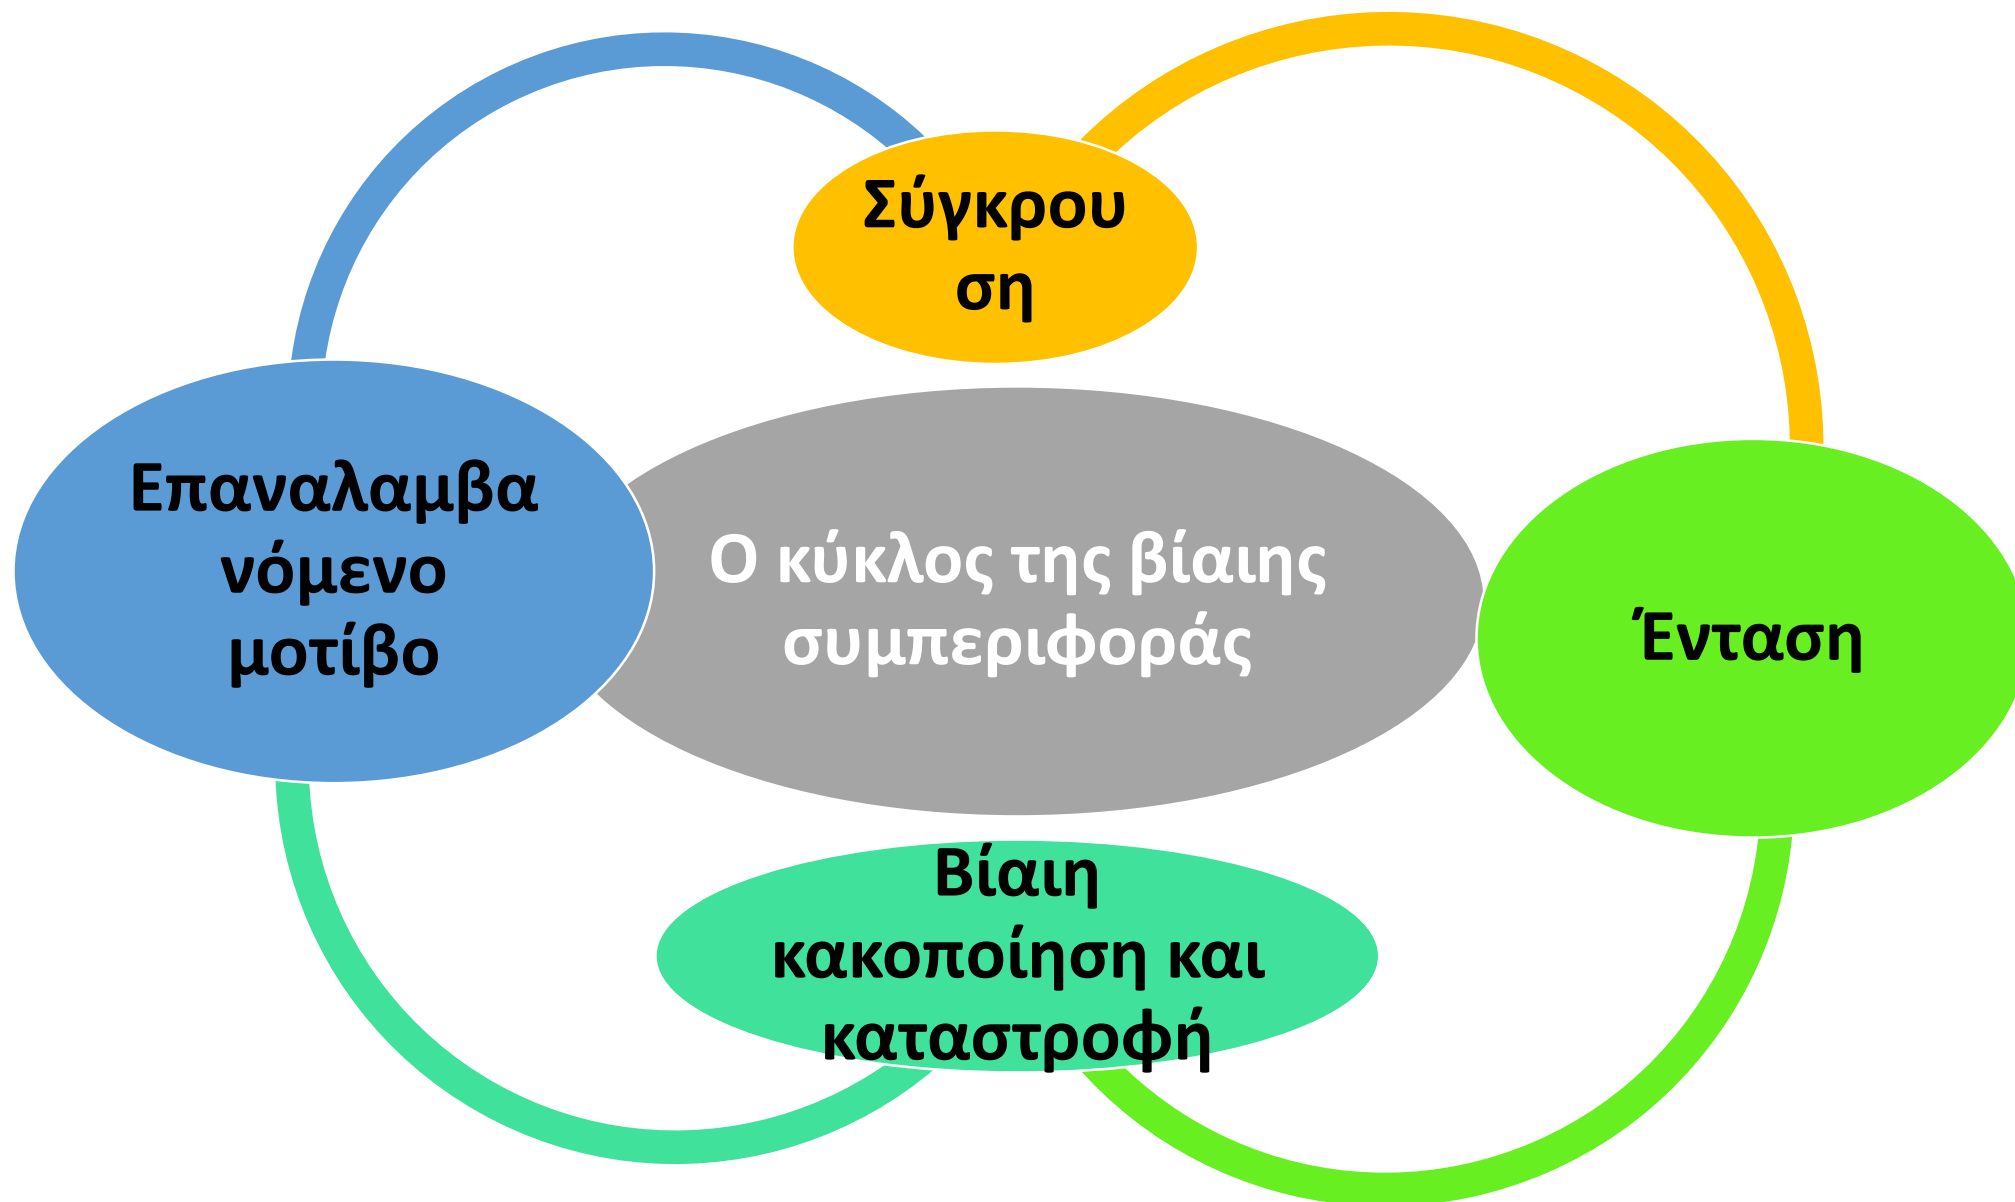 Σύγκρου
ση
Επαναλαμβα
νόμενο
μοτίβο
Ο κύκλος της βίαιης
συμπεριφοράς
Ένταση
Βίαιη
κακοποίηση και
καταστροφή